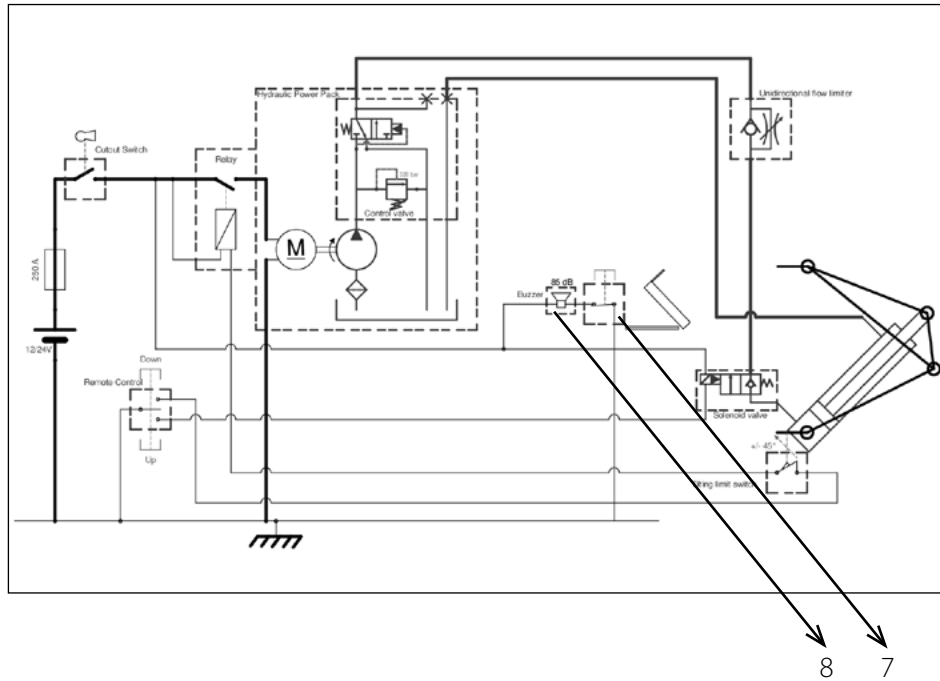 Hydraulic Power Pack
Unidirectional flow limiter
Cutout Switch
Relay
Control valve
M
250 A
85 dB
Buzzer
12/24V
Down
Remote Control
Up
Solenoid valve
+/- 45°
limit switch
8 7